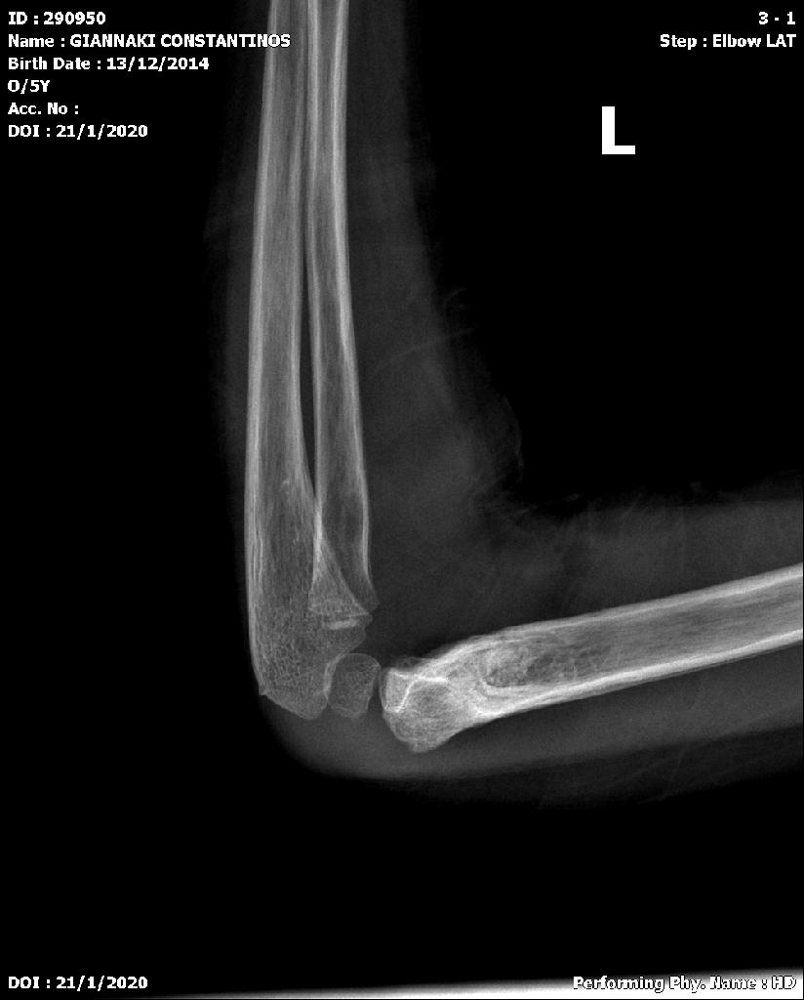 ID : 290950
Name : GIANNAKI CONSTANTINOS
Birth Date : 13/12/2014
O/5Y
Acc. No :
DOI : 21/1/2020
3 - 1
Step : Elbow LAT
L
DOI : 21/1/2020
Performing Phy. Name : HD